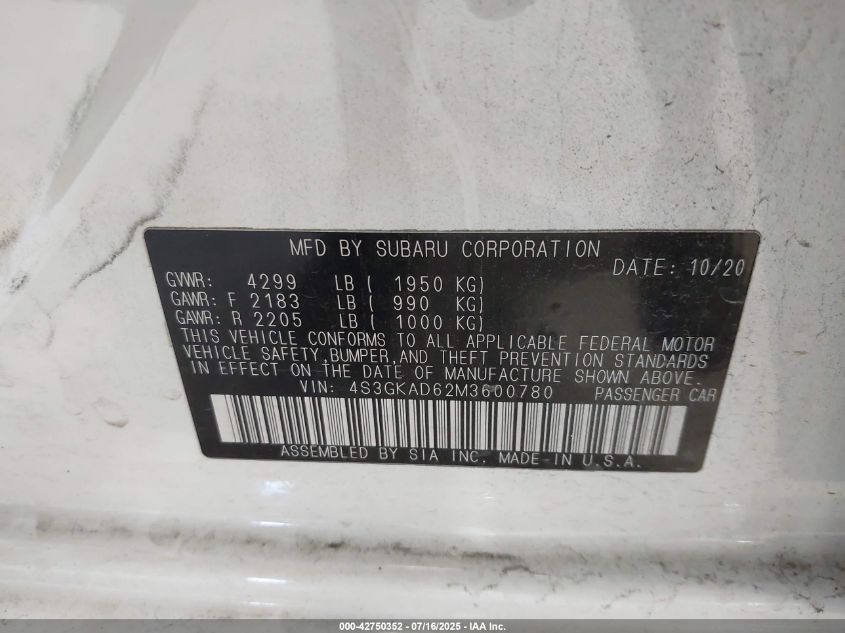 MFD BY SUBARU CORPORATION
DATE: 10/20
GVWR: 4299 LB ( 1950 KG)
GAWR: F 2183 LB ( 990 KG)
GAWR: R 2205 LB ( 1000 KG)
THIS VEHICLE CONFORMS TO ALL APPLICABLE FEDERAL MOTOR
VEHICLE SAFETY,BUMPER,AND THEFT PREVENTION STANDARDS
IN EFFECT ON THE DATE OF MANUFACTURE SHOWN ABOVE.
VIN: 4S3GKAD62M3600780 PASSENGER CAR
ASSEMBLED BY SIA INC. MADE-IN U.S.A.
000-42750352 - 07/16/2025 - IAA Inc.